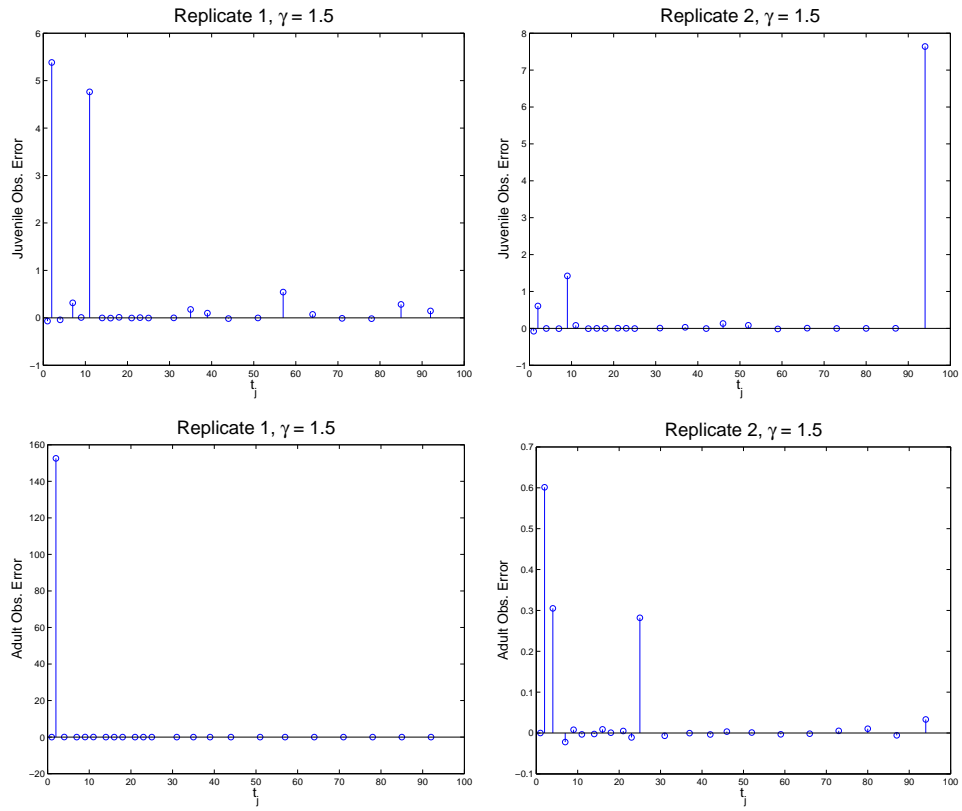 Replicate 1, γ = 1.5
6
5
4
3
2
1
0
−1
Juvenile Obs. Error
0 10 20 30 40 50 60 70 80 90 100
t_j
Replicate 2, γ = 1.5
8
7
6
5
4
3
2
1
0
−1
Juvenile Obs. Error
0 10 20 30 40 50 60 70 80 90 100
t_j
Replicate 1, γ = 1.5
160
140
120
100
80
60
40
20
0
−20
Adult Obs. Error
0 10 20 30 40 50 60 70 80 90 100
t_j
Replicate 2, γ = 1.5
0.7
0.6
0.5
0.4
0.3
0.2
0.1
0
−0.1
Adult Obs. Error
0 10 20 30 40 50 60 70 80 90 100
t_j